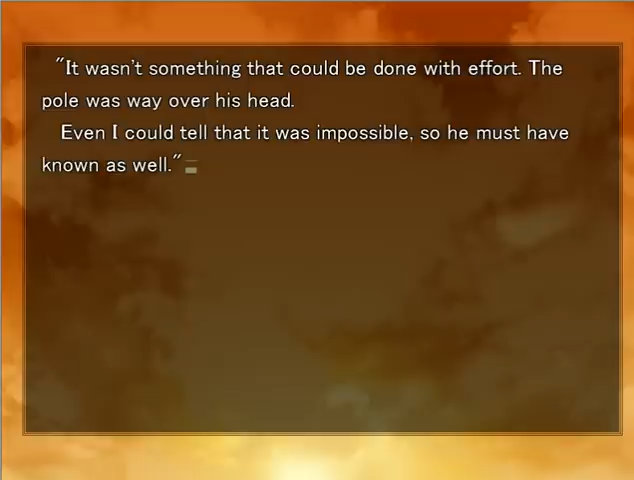 "It wasn't something that could be done with effort. The
pole was way over his head.
Even I could tell that it was impossible, so he must have
known as well."